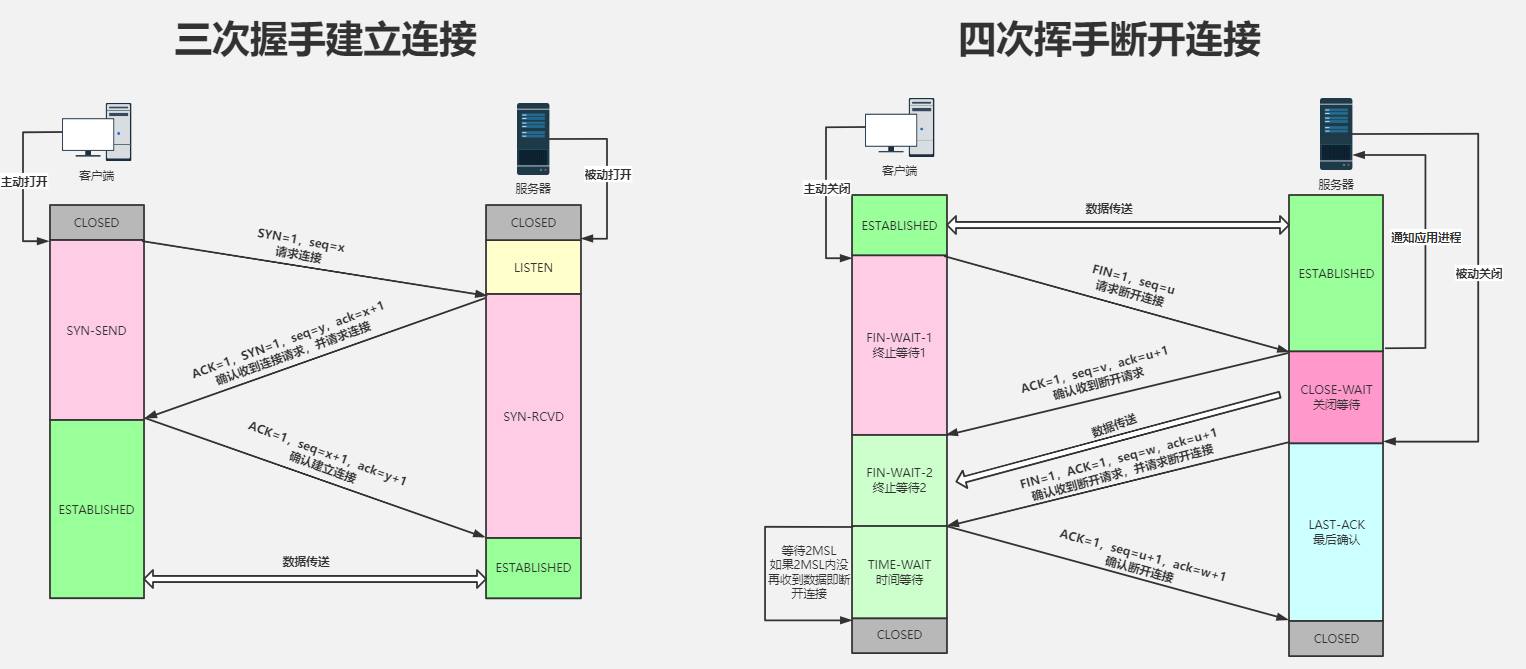 三次握手建立连接
客户端
服务器
主动打开
被动打开
CLOSED
CLOSED
SYN=1, seq=x
请求连接
LISTEN
SYN-SEND
ACK=1, SYN=1, seq=y, ack=x+1
确认收到连接请求, 并请求连接
SYN-RCVD
ACK=1, seq=x+1, ack=y+1
确认建立连接
ESTABLISHED
数据传送
ESTABLISHED
四次挥手断开连接
客户端
服务器
主动关闭
ESTABLISHED
数据传送
通知应用进程
ESTABLISHED
被动关闭
FIN=1, seq=u
请求断开连接
FIN-WAIT-1
终止等待1
ACK=1, seq=v, ack=u+1
确认收到断开请求
CLOSE-WAIT
关闭等待
数据传送
FIN-WAIT-2
终止等待2
FIN=1, ACK=1, seq=w, ack=u+1
确认收到断开请求, 并请求断开连接
LAST-ACK
最后确认
等待2MSL
如果2MSL内没
再收到数据即断
开连接
TIME-WAIT
时间等待
ACK=1, seq=u+1, ack=w+1
确认断开连接
CLOSED
CLOSED